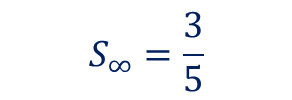 S∞ = 3/5